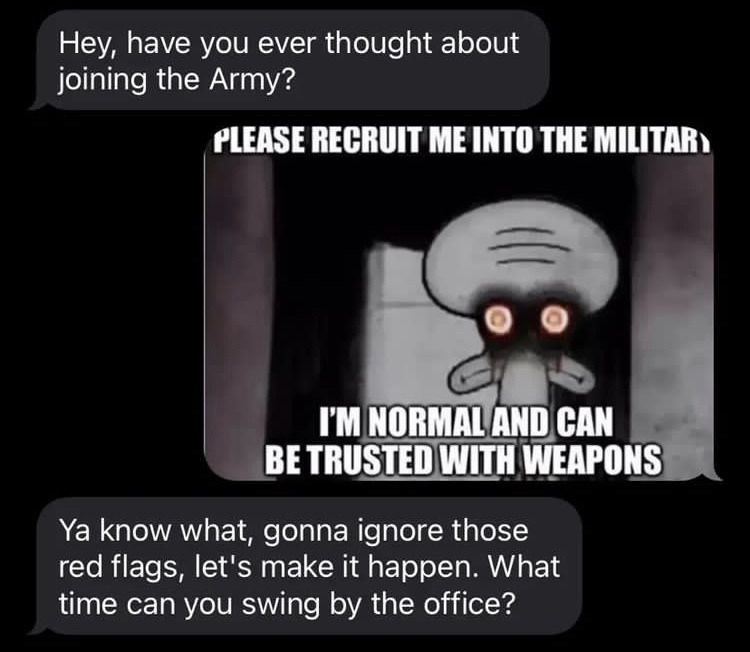 Hey, have you ever thought about
joining the Army?
PLEASE RECRUIT ME INTO THE MILITARY
I'M NORMAL AND CAN
BE TRUSTED WITH WEAPONS
Ya know what, gonna ignore those
red flags, let's make it happen. What
time can you swing by the office?